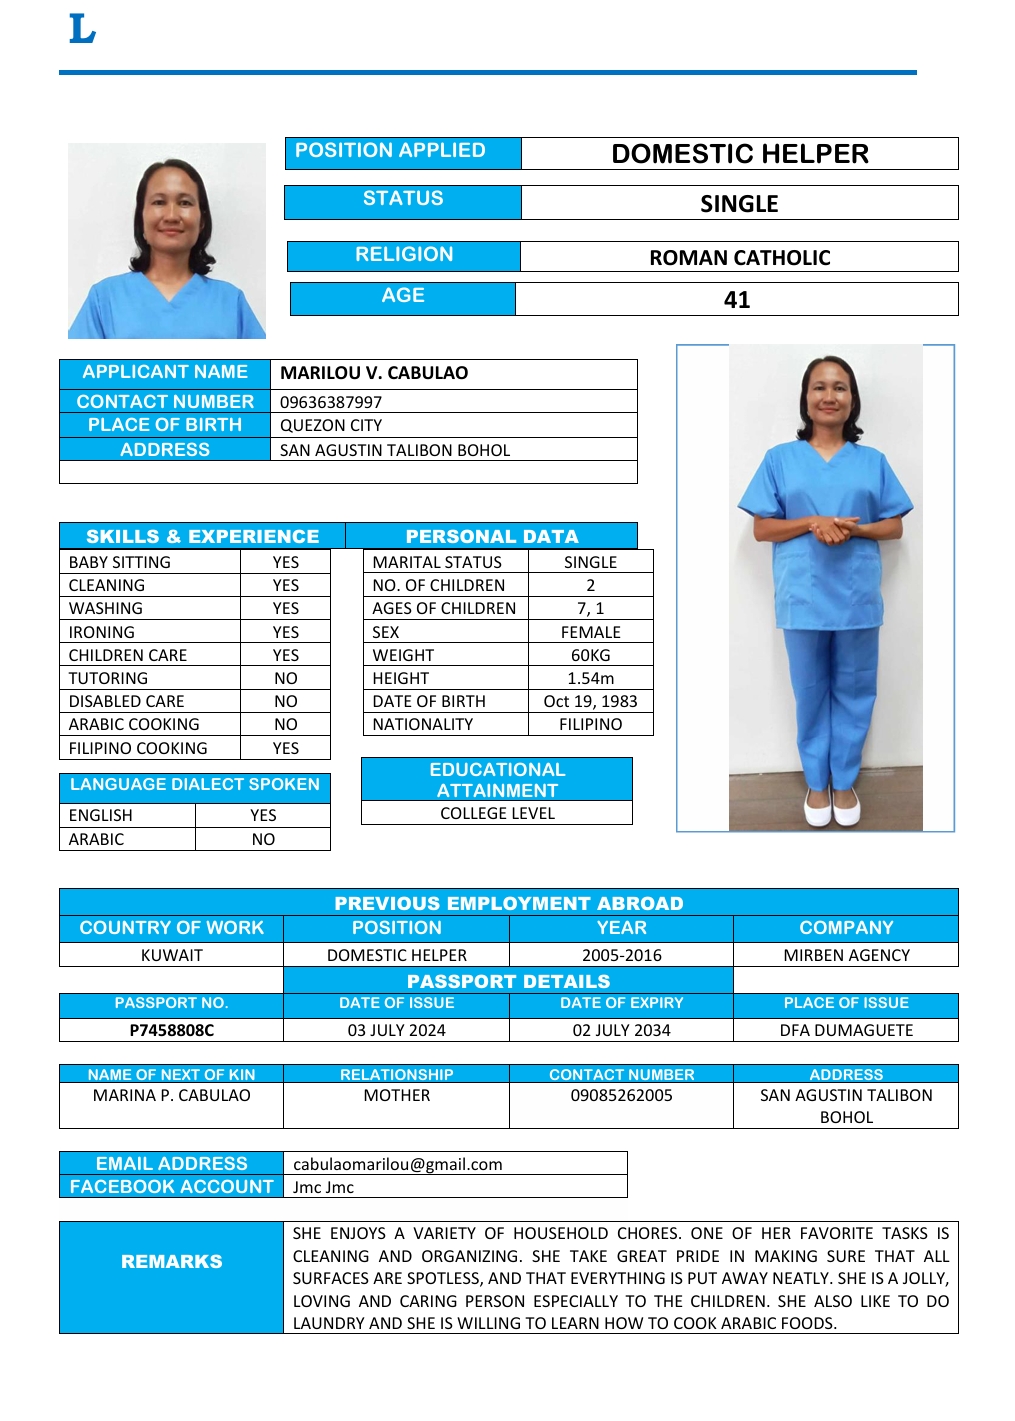 L
POSITION APPLIED DOMESTIC HELPER
STATUS SINGLE
RELIGION ROMAN CATHOLIC
AGE 41
APPLICANT NAME MARILOU V. CABULAO
CONTACT NUMBER 09636387997
PLACE OF BIRTH QUEZON CITY
ADDRESS SAN AGUSTIN TALIBON BOHOL
SKILLS & EXPERIENCE PERSONAL DATA
BABY SITTING YES MARITAL STATUS SINGLE
CLEANING YES NO. OF CHILDREN 2
WASHING YES AGES OF CHILDREN 7, 1
IRONING YES SEX FEMALE
CHILDREN CARE YES WEIGHT 60KG
TUTORING NO HEIGHT 1.54m
DISABLED CARE NO DATE OF BIRTH Oct 19, 1983
ARABIC COOKING NO NATIONALITY FILIPINO
FILIPINO COOKING YES
LANGUAGE DIALECT SPOKEN
ENGLISH YES
ARABIC NO
EDUCATIONAL
ATTAINMENT
COLLEGE LEVEL
PREVIOUS EMPLOYMENT ABROAD
COUNTRY OF WORK POSITION YEAR COMPANY
KUWAIT DOMESTIC HELPER 2005-2016 MIRBEN AGENCY
PASSPORT DETAILS
PASSPORT NO. DATE OF ISSUE DATE OF EXPIRY PLACE OF ISSUE
P7458808C 03 JULY 2024 02 JULY 2034 DFA DUMAGUETE
NAME OF NEXT OF KIN RELATIONSHIP CONTACT NUMBER ADDRESS
MARINA P. CABULAO MOTHER 09085262005 SAN AGUSTIN TALIBON
BOHOL
EMAIL ADDRESS cabulaomarilou@gmail.com
FACEBOOK ACCOUNT Jmc Jmc
REMARKS
SHE ENJOYS A VARIETY OF HOUSEHOLD CHORES. ONE OF HER FAVORITE TASKS IS
CLEANING AND ORGANIZING. SHE TAKE GREAT PRIDE IN MAKING SURE THAT ALL
SURFACES ARE SPOTLESS, AND THAT EVERYTHING IS PUT AWAY NEATLY. SHE IS A JOLLY,
LOVING AND CARING PERSON ESPECIALLY TO THE CHILDREN. SHE ALSO LIKE TO DO
LAUNDRY AND SHE IS WILLING TO LEARN HOW TO COOK ARABIC FOODS.